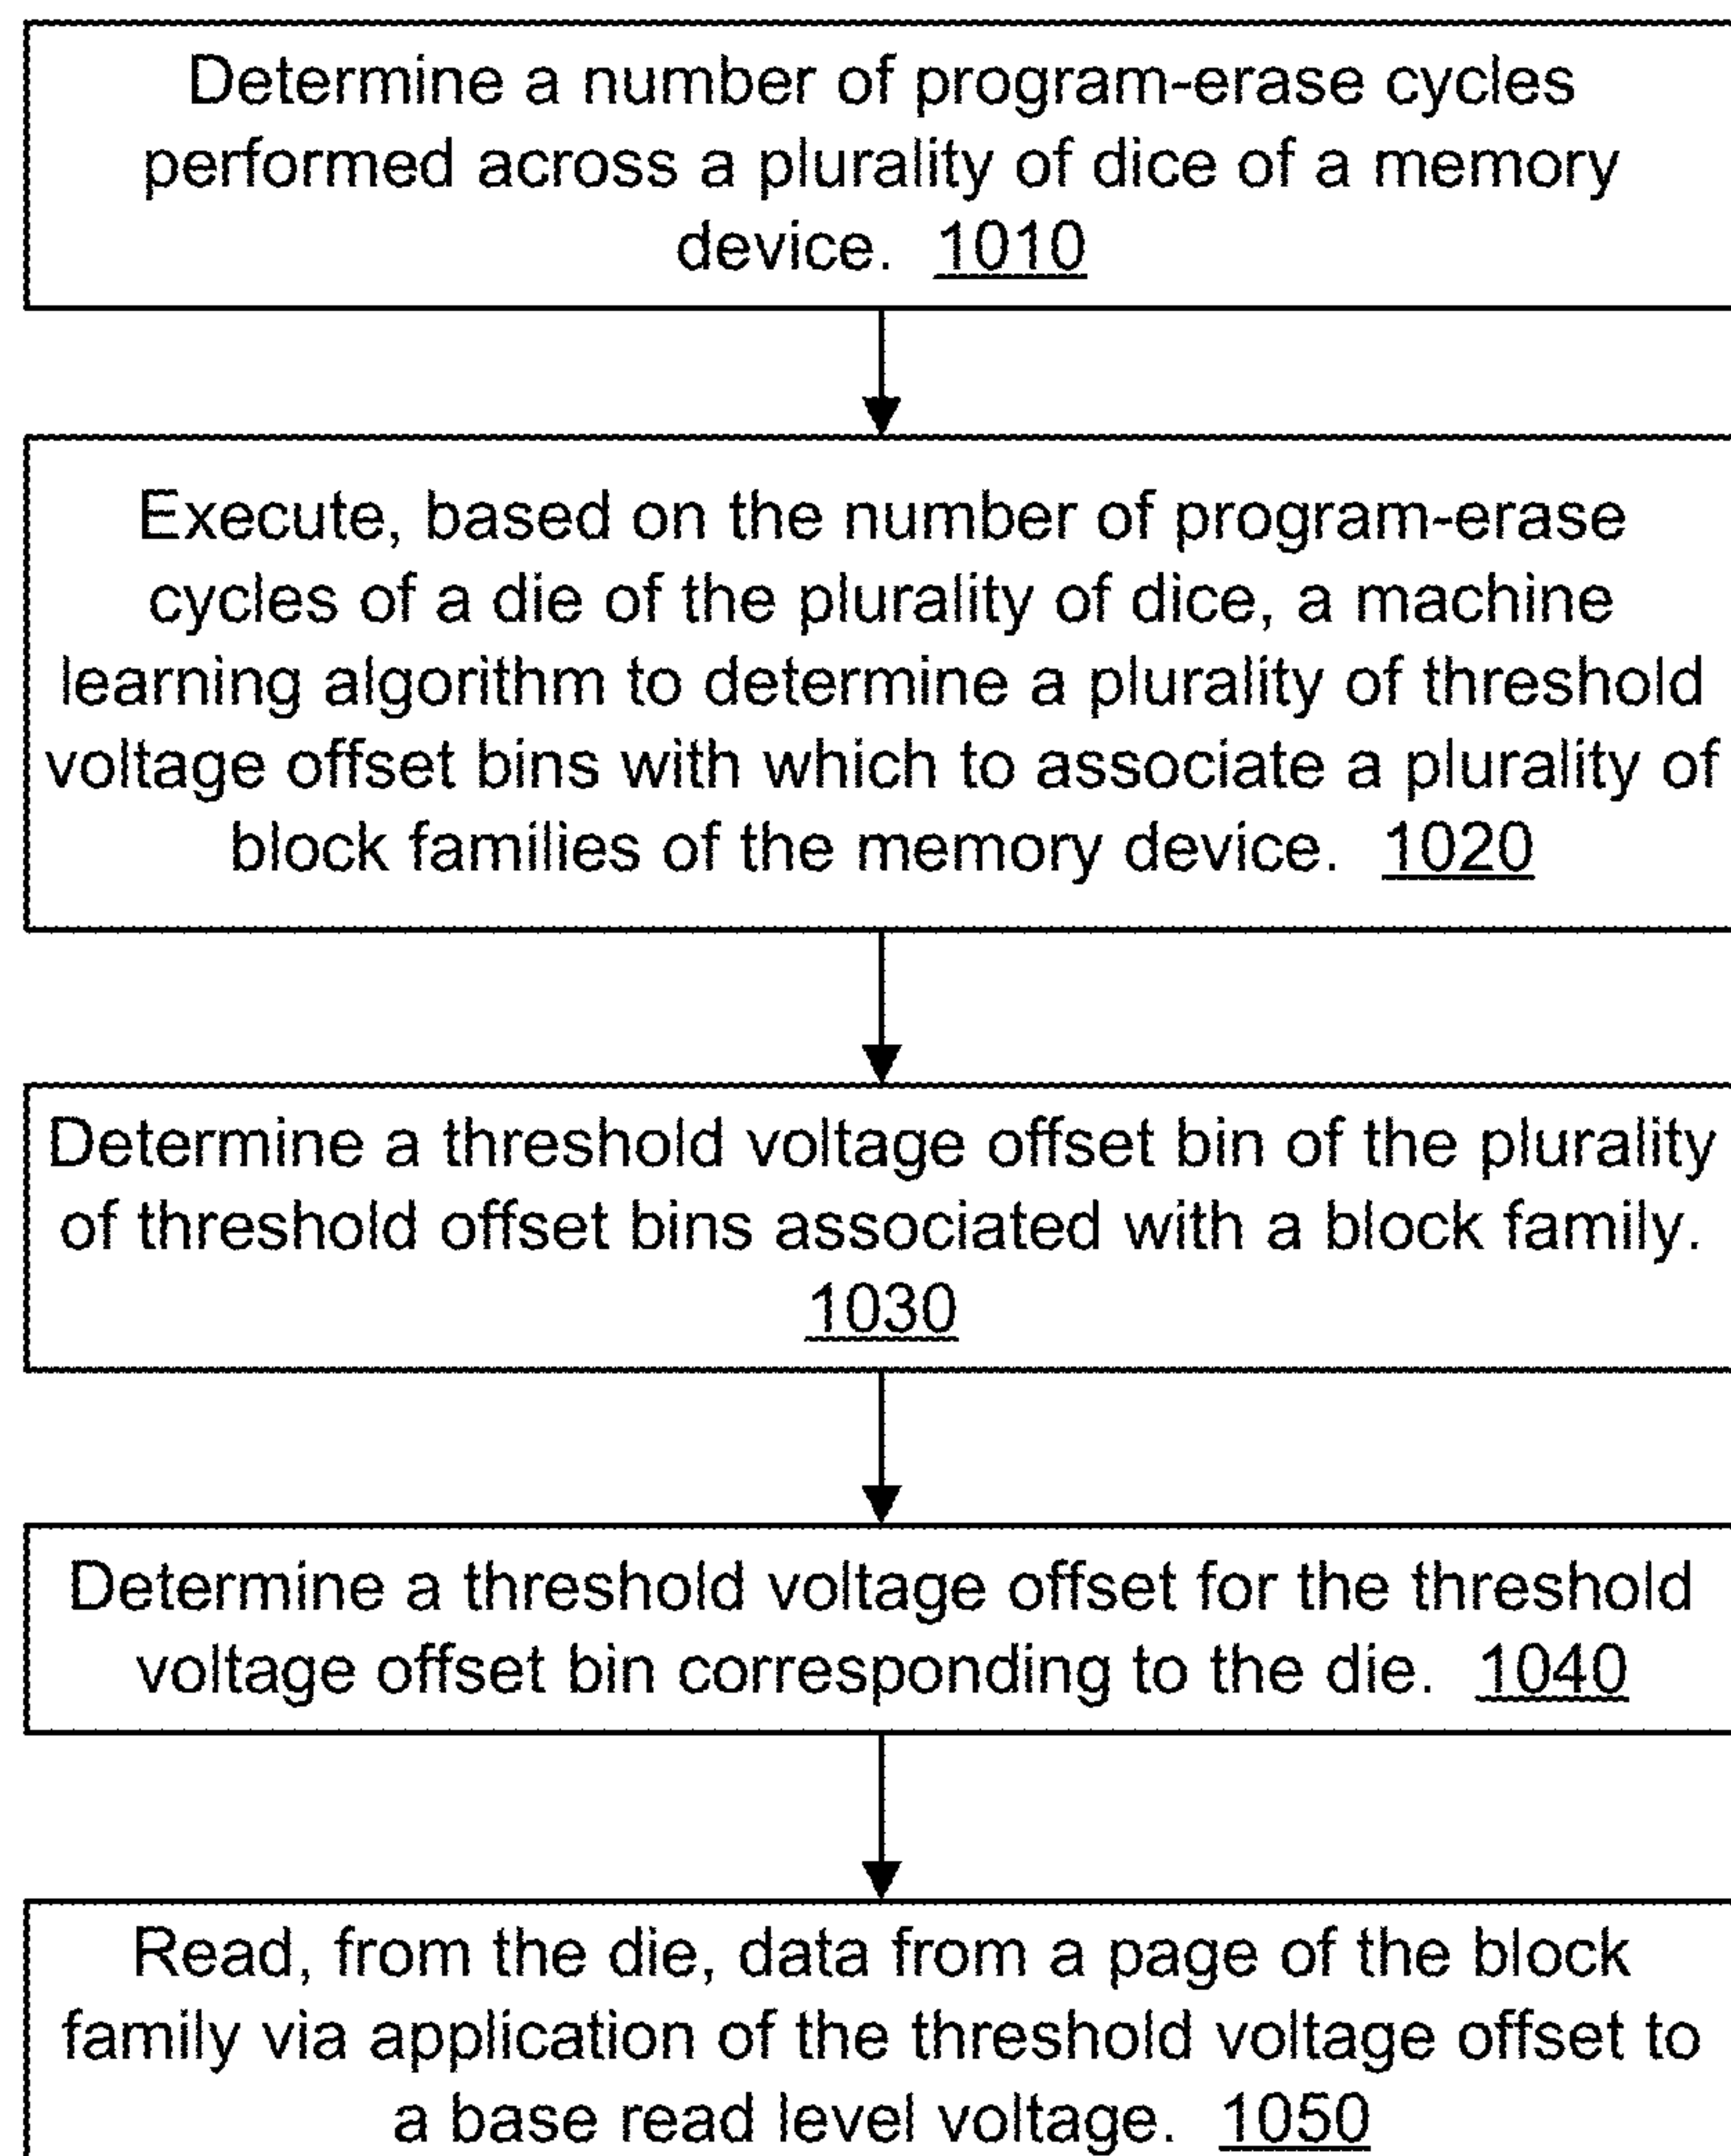 Determine a number of program-erase cycles
performed across a plurality of dice of a memory
device. 1010
Execute, based on the number of program-erase
cycles of a die of the plurality of dice, a machine
learning algorithm to determine a plurality of threshold
voltage offset bins with which to associate a plurality of
block families of the memory device. 1020
Determine a threshold voltage offset bin of the plurality
of threshold offset bins associated with a block family.
1030
Determine a threshold voltage offset for the threshold
voltage offset bin corresponding to the die. 1040
Read, from the die, data from a page of the block
family via application of the threshold voltage offset to
a base read level voltage. 1050